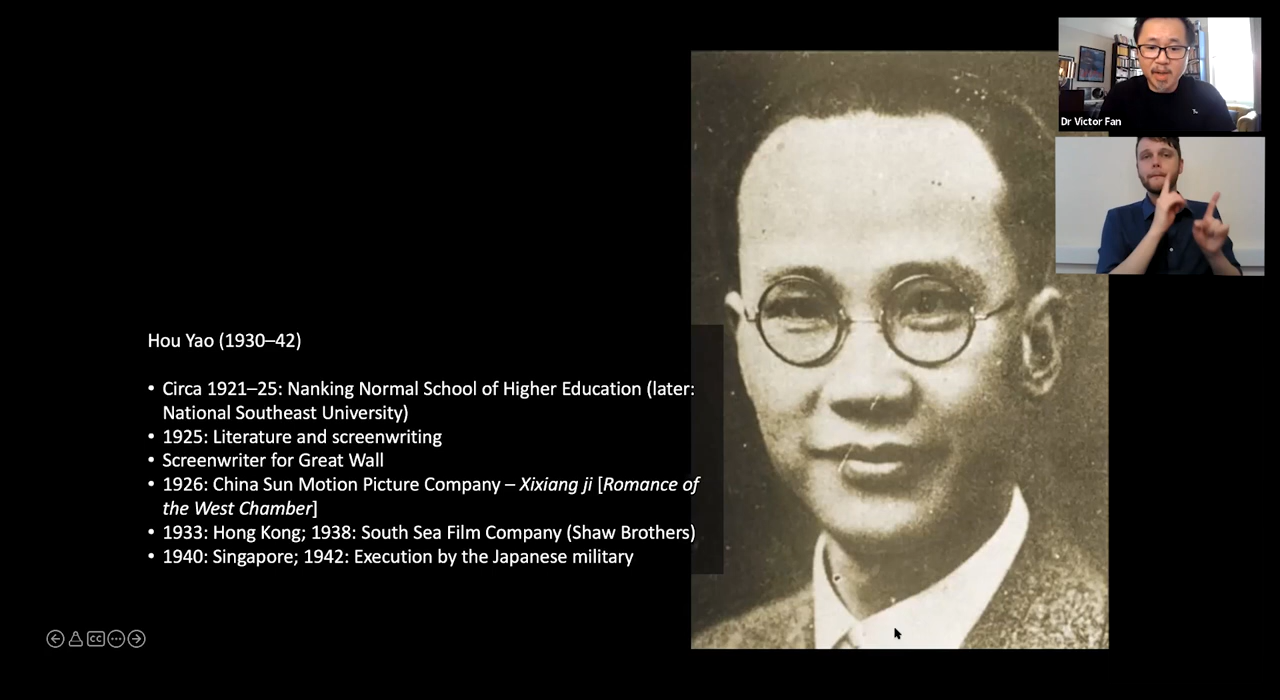 Dr Victor Fan
Hou Yao (1930–42)
• Circa 1921–25: Nanking Normal School of Higher Education (later:
National Southeast University)
• 1925: Literature and screenwriting
• Screenwriter for Great Wall
• 1926: China Sun Motion Picture Company – Xixiang ji [Romance of
the West Chamber]
• 1933: Hong Kong; 1938: South Sea Film Company (Shaw Brothers)
• 1940: Singapore; 1942: Execution by the Japanese military
CC